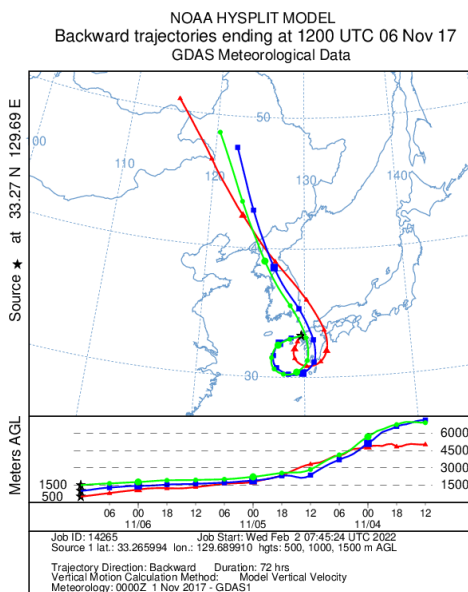 NOAA HYSPLIT MODEL
Backward trajectories ending at 1200 UTC 06 Nov 17
GDAS Meteorological Data
Source ★ at 33.27 N 129.69 E
50
00
110
120
130
140
40
30
Meters AGL
1500
500
6000
4500
3000
1500
06 00 18 12 06 00 18 12 06 00 18 12
11/06 11/05 11/04
Job ID: 14265 Job Start: Wed Feb 2 07:45:24 UTC 2022
Source 1 lat.: 33.265994 lon.: 129.689910 hgts: 500, 1000, 1500 m AGL
Trajectory Direction: Backward Duration: 72 hrs
Vertical Motion Calculation Method: Model Vertical Velocity
Meteorology: 0000Z 1 Nov 2017 - GDAS1